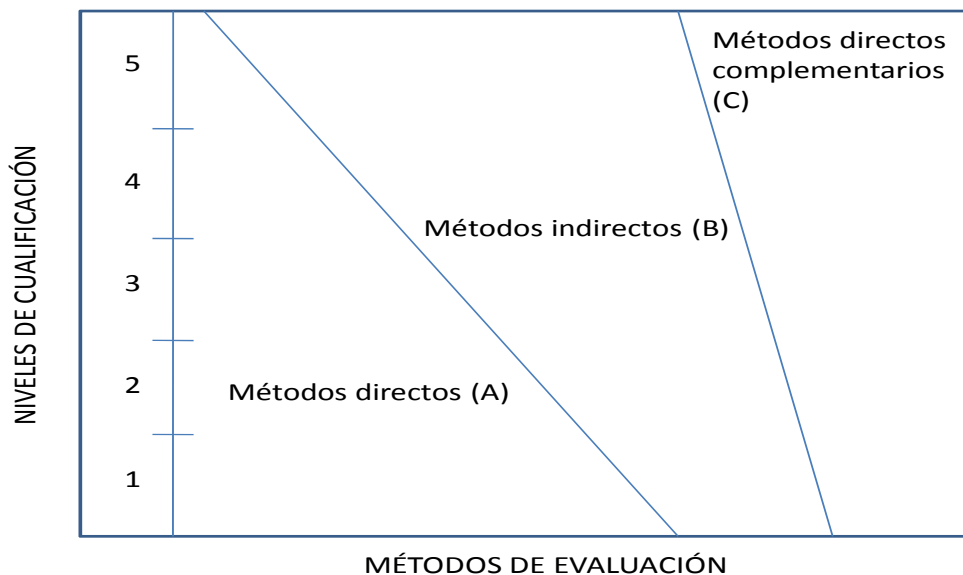 NIVELES DE CUALIFICACIÓN
5
4
3
2
1
Métodos directos
complementarios
(C)
Métodos indirectos (B)
Métodos directos (A)
MÉTODOS DE EVALUACIÓN